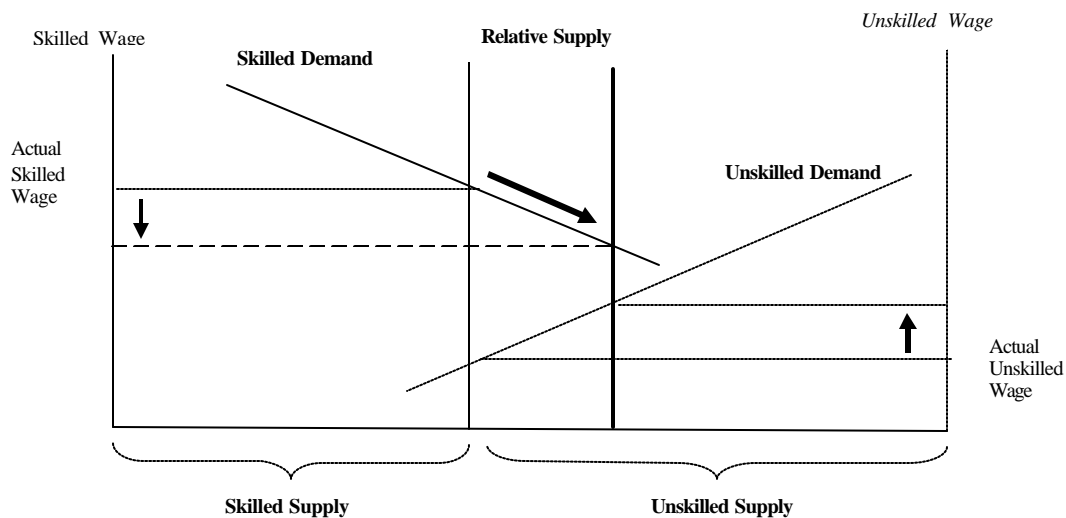 Unskilled Wage
Skilled Wage
Relative Supply
Skilled Demand
Actual
Skilled
Wage
Unskilled Demand
Actual
Unskilled
Wage
Skilled Supply
Unskilled Supply